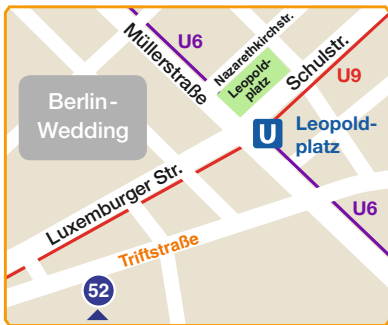 U6
Müllerstraße
Nazarethkirchstr.
Leopold-
platz
Schulstr.
U9
Berlin-
Wedding
U
Leopold-
platz
Luxemburger Str.
U6
Triftstraße
52